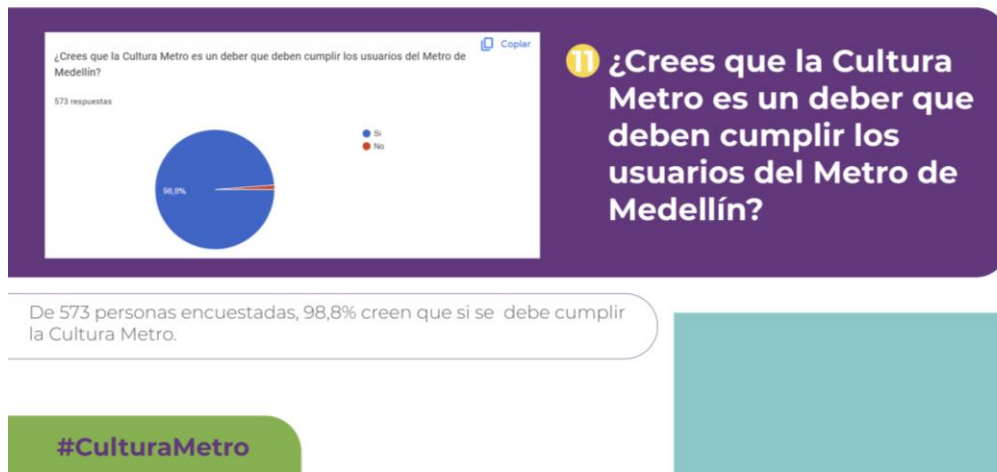 ¿Crees que la Cultura Metro es un deber que deben cumplir los usuarios del Metro de
Medellín?
Copiar
573 respuestas
Si
No
98,8%
11 ¿Crees que la Cultura
Metro es un deber que
deben cumplir los
usuarios del Metro de
Medellín?
De 573 personas encuestadas, 98,8% creen que si se debe cumplir
la Cultura Metro.
#CulturaMetro